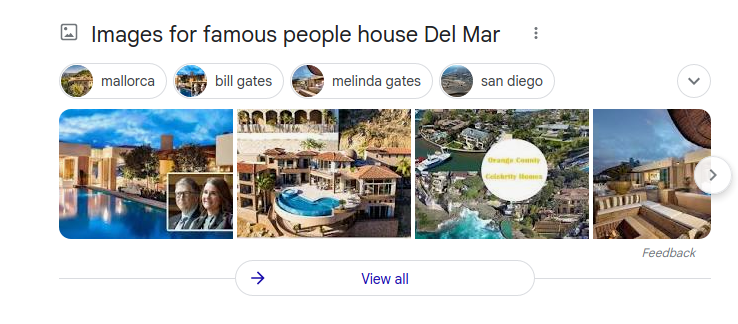 Images for famous people house Del Mar
mallorca
bill gates
melinda gates
san diego
Orange County
Celebrity Homes
Feedback
View all